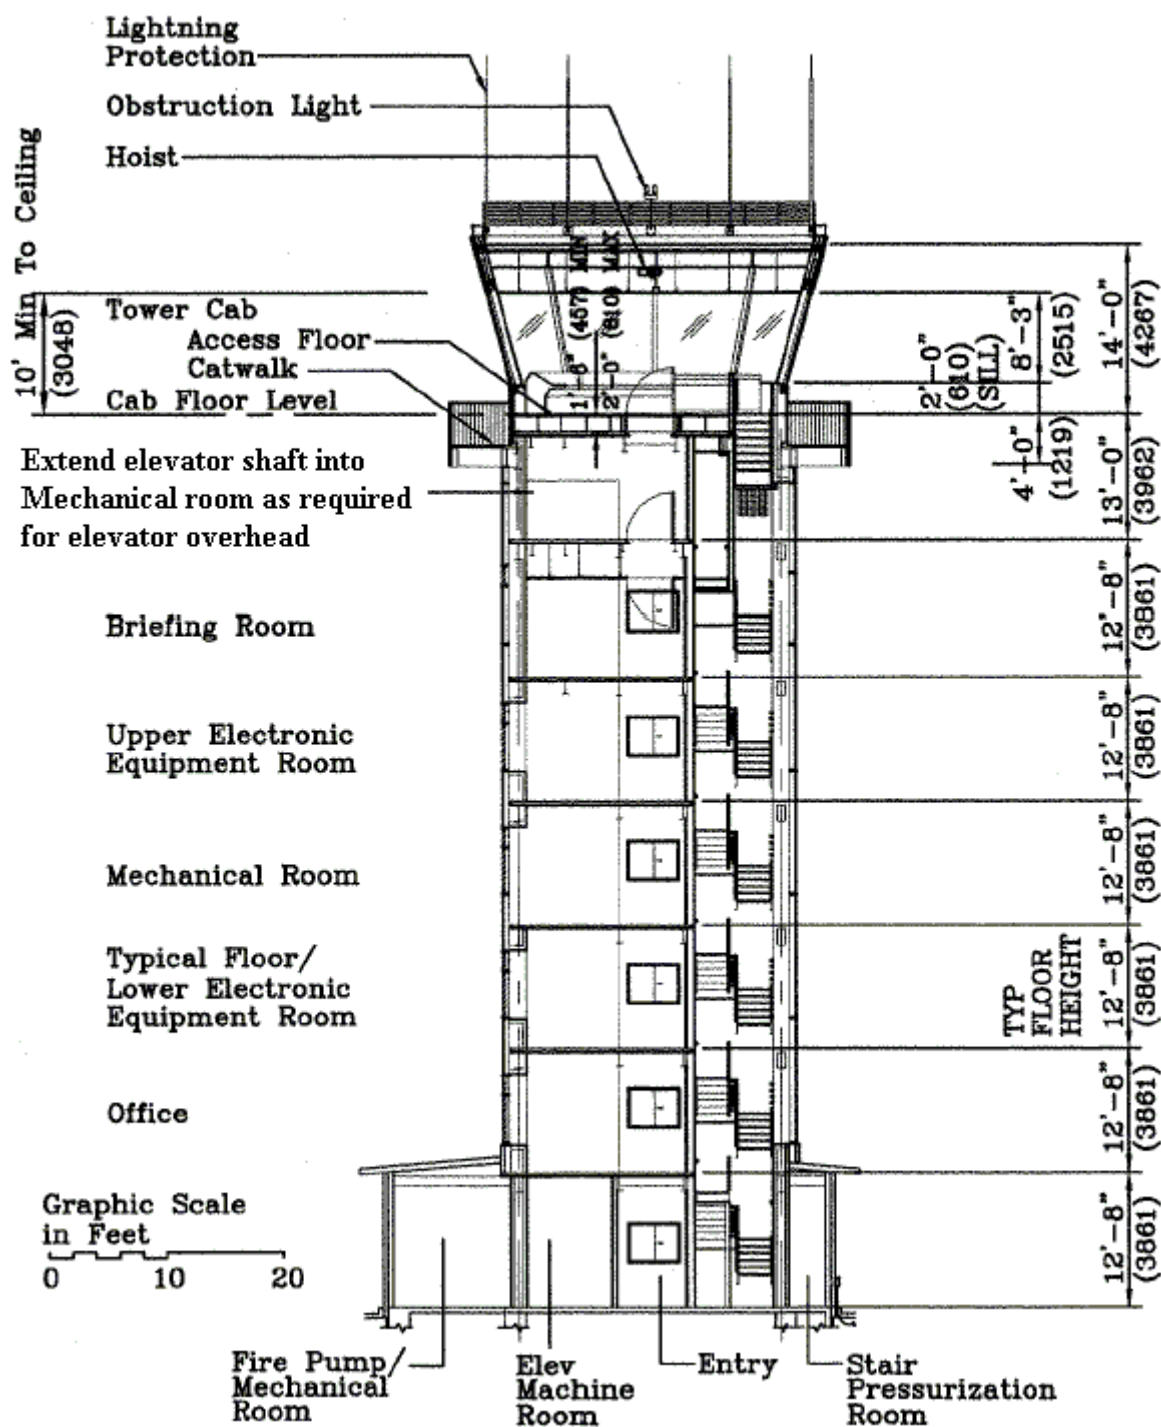 Lightning
Protection
Obstruction Light
Hoist
10' Min To Ceiling
(3048)
Tower Cab
Access Floor
Catwalk
Cab Floor Level
Extend elevator shaft into
Mechanical room as required
for elevator overhead
1'-6" (457) MIN
2'-0" (610) MAX
2'-0"
(610)
(SILL)
8'-3"
(2515)
14'-0"
(4267)
4'-0"
(1219)
13'-0"
(3962)
Briefing Room
12'-8"
(3861)
Upper Electronic
Equipment Room
12'-8"
(3861)
Mechanical Room
12'-8"
(3861)
Typical Floor/
Lower Electronic
Equipment Room
TYP
FLOOR
HEIGHT
12'-8"
(3861)
Office
12'-8"
(3861)
Graphic Scale
in Feet
0 10 20
12'-8"
(3861)
Fire Pump/
Mechanical
Room
Elev
Machine
Room
Entry
Stair
Pressurization
Room